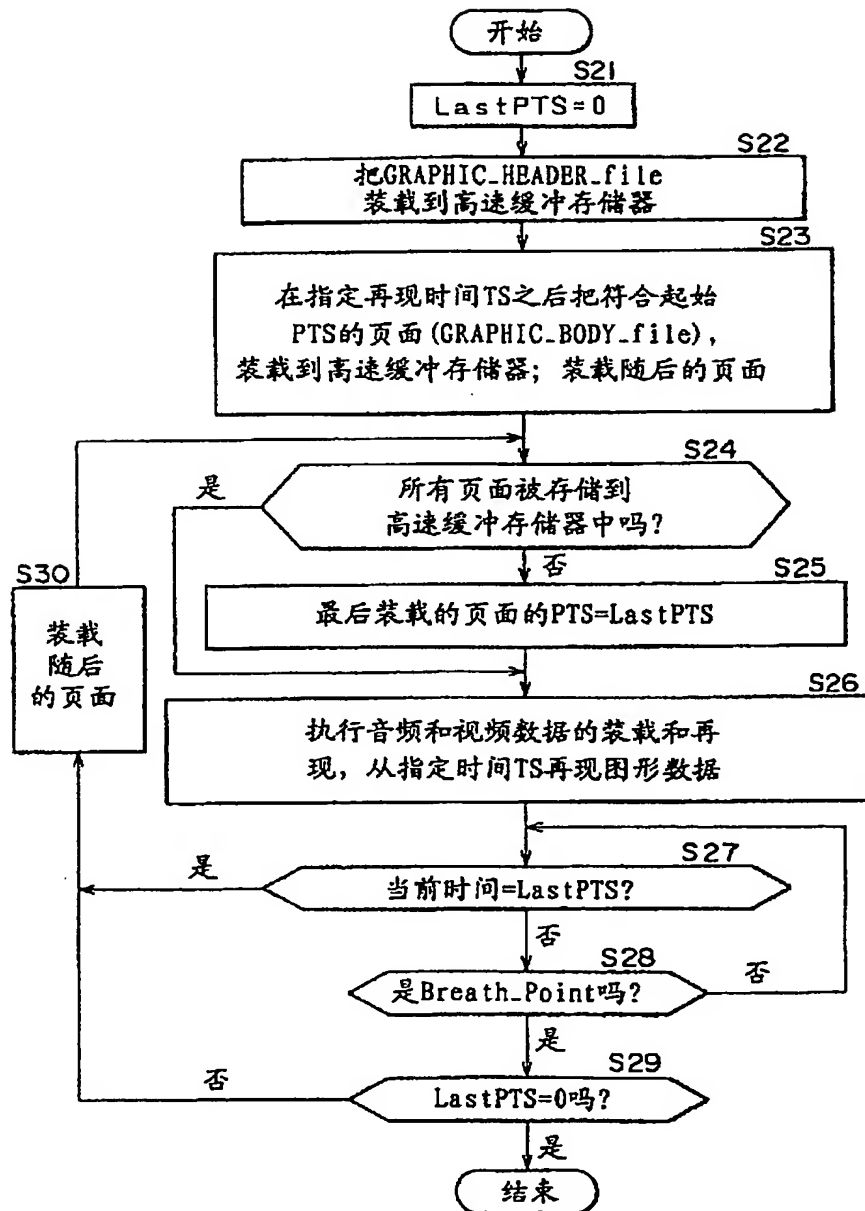 开始
S21
LastPTS=0
S22
把GRAPHIC_HEADER_file
装载到高速缓冲存储器
S23
在指定再现时间TS之后把符合起始
PTS的页面(GRAPHIC_BODY_file),
装载到高速缓冲存储器; 装载随后的页面
S24
是
所有页面被存储到
高速缓冲存储器中吗?
否
S30
装载
随后
的页面
S25
最后装载的页面的PTS=LastPTS
S26
执行音频和视频数据的装载和再
现, 从指定时间TS再现图形数据
S27
是
当前时间=LastPTS?
否
S28
是Breath_Point吗?
否
是
S29
否
LastPTS=0吗?
是
结束